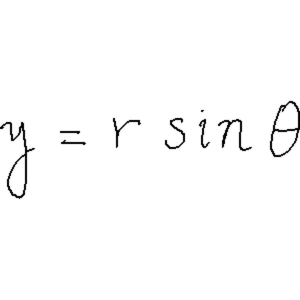 y = r sin θ